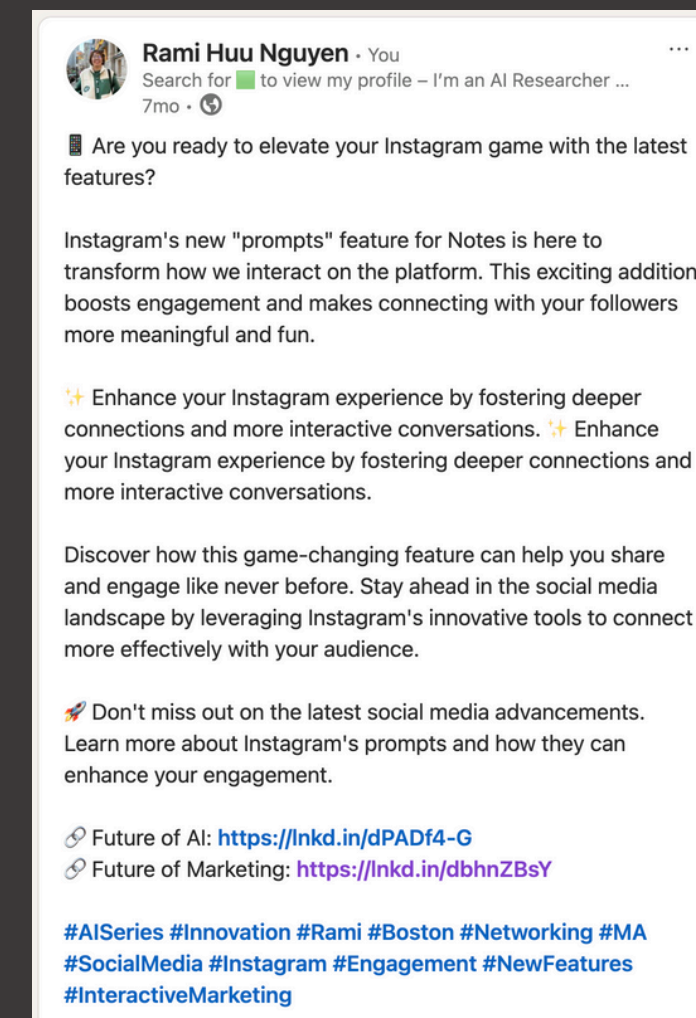 Rami Huu Nguyen • You
Search for 🟩 to view my profile – I'm an AI Researcher ...
7mo •
📱 Are you ready to elevate your Instagram game with the latest
features?
Instagram's new "prompts" feature for Notes is here to
transform how we interact on the platform. This exciting addition
boosts engagement and makes connecting with your followers
more meaningful and fun.
✨ Enhance your Instagram experience by fostering deeper
connections and more interactive conversations. ✨ Enhance
your Instagram experience by fostering deeper connections and
more interactive conversations.
Discover how this game-changing feature can help you share
and engage like never before. Stay ahead in the social media
landscape by leveraging Instagram's innovative tools to connect
more effectively with your audience.
🚀 Don't miss out on the latest social media advancements.
Learn more about Instagram's prompts and how they can
enhance your engagement.
🔗 Future of AI: https://lnkd.in/dPADf4-G
🔗 Future of Marketing: https://lnkd.in/dbhnZBsY
#AISeries #Innovation #Rami #Boston #Networking #MA
#SocialMedia #Instagram #Engagement #NewFeatures
#InteractiveMarketing